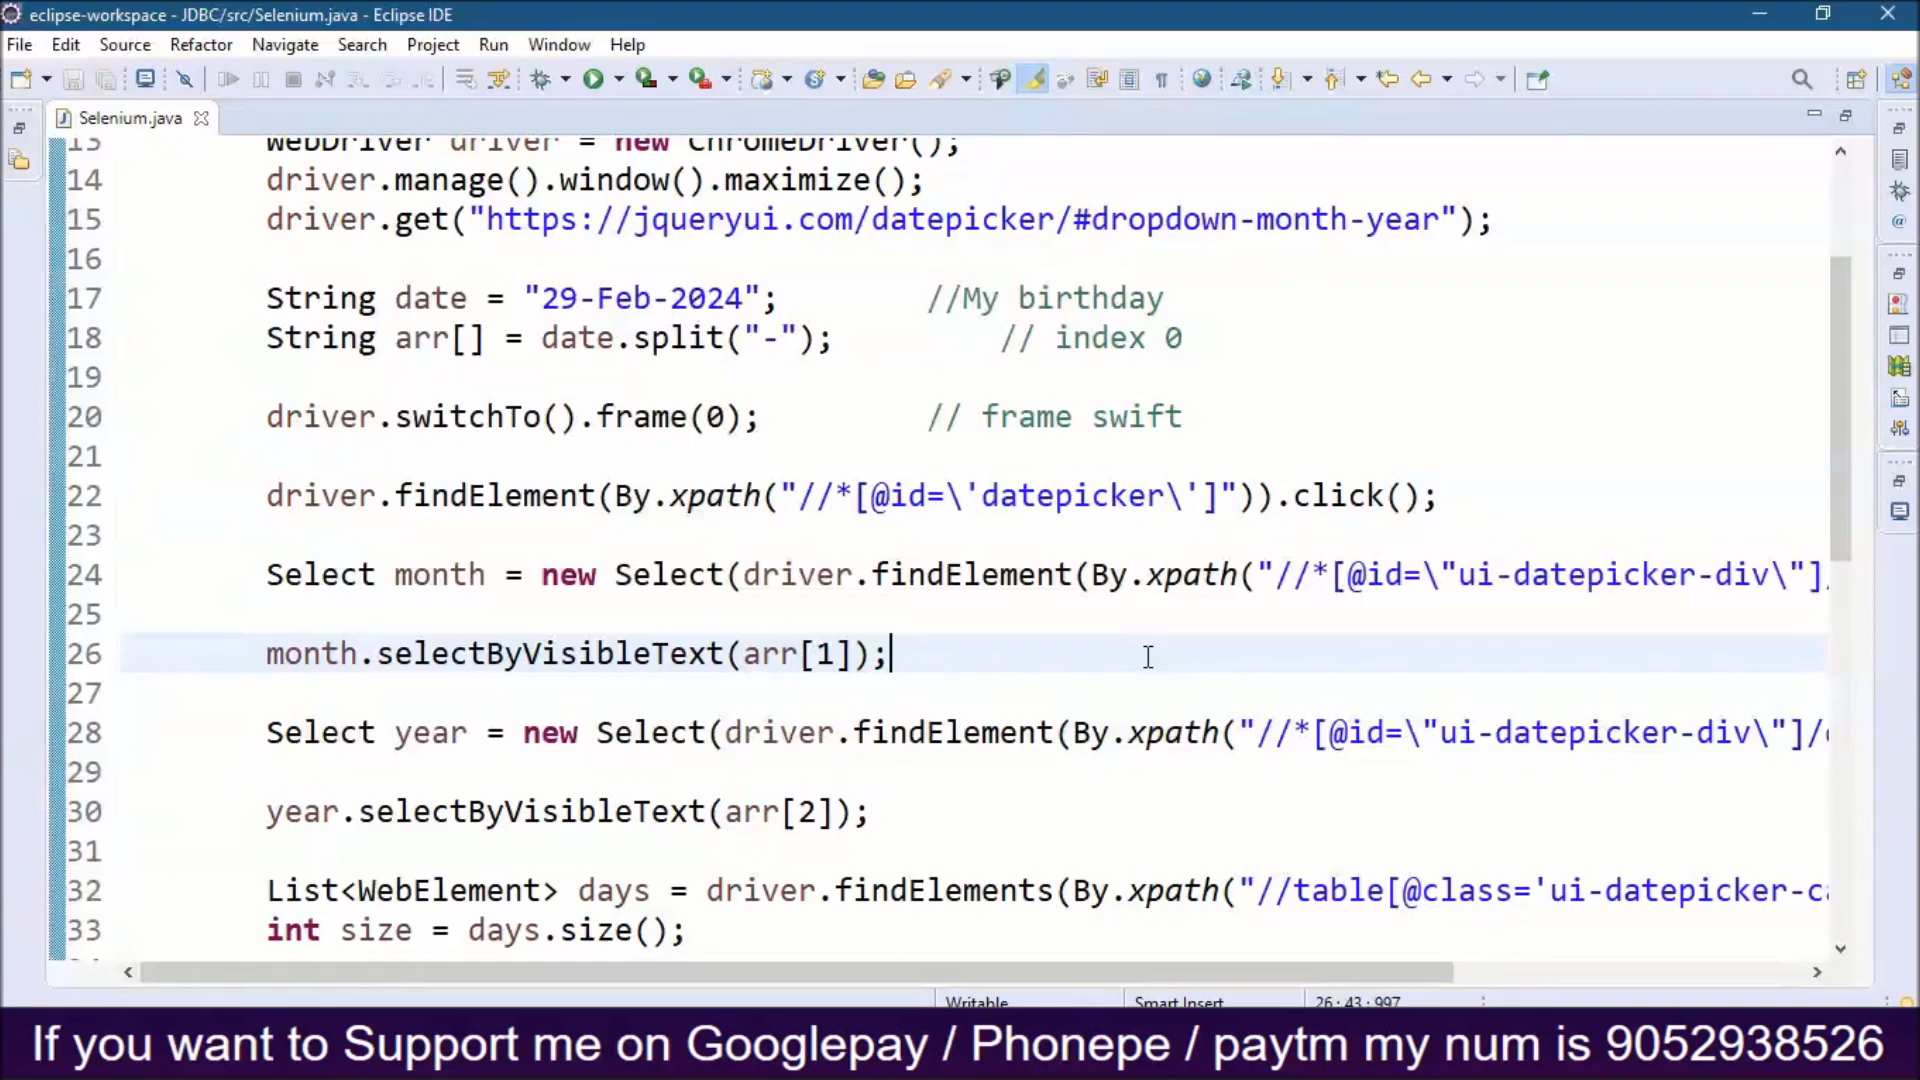 eclipse-workspace - JDBC/src/Selenium.java - Eclipse IDE
File Edit Source Refactor Navigate Search Project Run Window Help
Selenium.java
13 WebDriver driver = new ChromeDriver();
14 driver.manage().window().maximize();
15 driver.get("https://jqueryui.com/datepicker/#dropdown-month-year");
16
17 String date = "29-Feb-2024"; //My birthday
18 String arr[] = date.split("-"); // index 0
19
20 driver.switchTo().frame(0); // frame swift
21
22 driver.findElement(By.xpath("//*[@id=\'datepicker\']")).click();
23
24 Select month = new Select(driver.findElement(By.xpath("//*[@id=\"ui-datepicker-div\"]
25
26 month.selectByVisibleText(arr[1]);
27
28 Select year = new Select(driver.findElement(By.xpath("//*[@id=\"ui-datepicker-div\"]/
29
30 year.selectByVisibleText(arr[2]);
31
32 List<WebElement> days = driver.findElements(By.xpath("//table[@class='ui-datepicker-c
33 int size = days.size();
Writable Smart Insert 26:43:997
If you want to Support me on Googlepay / Phonepe / paytm my num is 9052938526